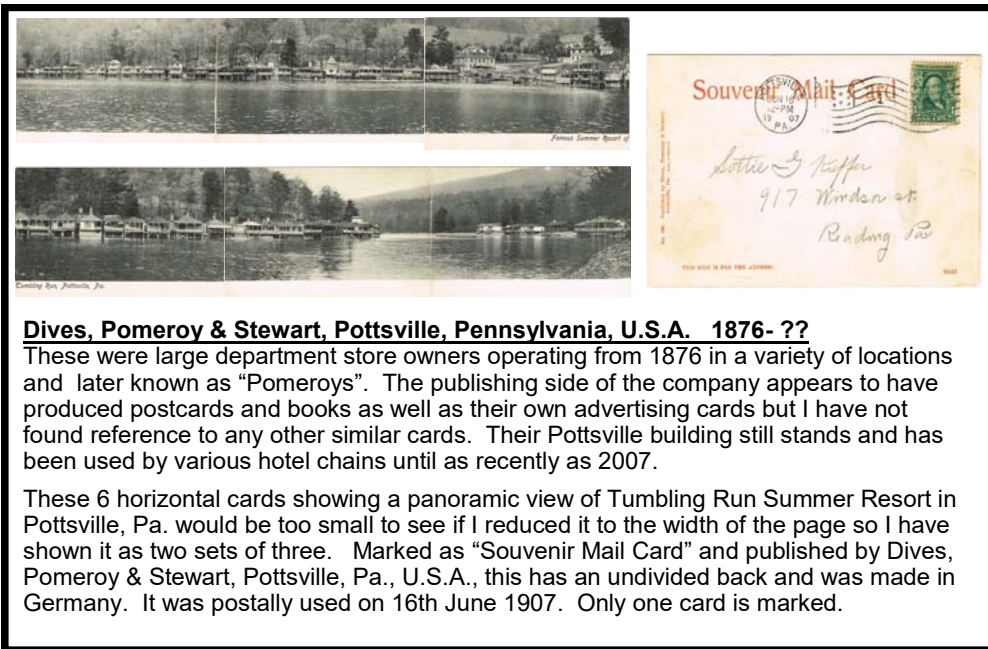 Famous Summer Resort of
Tumbling Run, Pottsville, Pa.
Souvenir Mail Card
POTTSVILLE
12-PM
19 07
PA.
Lottie G Kieffer
917 Windsor st.
Reading Pa
THIS SIDE IS FOR THE ADDRESS
Dives, Pomeroy & Stewart, Pottsville, Pennsylvania, U.S.A. 1876- ??
These were large department store owners operating from 1876 in a variety of locations
and later known as “Pomeroys”. The publishing side of the company appears to have
produced postcards and books as well as their own advertising cards but I have not
found reference to any other similar cards. Their Pottsville building still stands and has
been used by various hotel chains until as recently as 2007.
These 6 horizontal cards showing a panoramic view of Tumbling Run Summer Resort in
Pottsville, Pa. would be too small to see if I reduced it to the width of the page so I have
shown it as two sets of three. Marked as “Souvenir Mail Card” and published by Dives,
Pomeroy & Stewart, Pottsville, Pa., U.S.A., this has an undivided back and was made in
Germany. It was postally used on 16th June 1907. Only one card is marked.